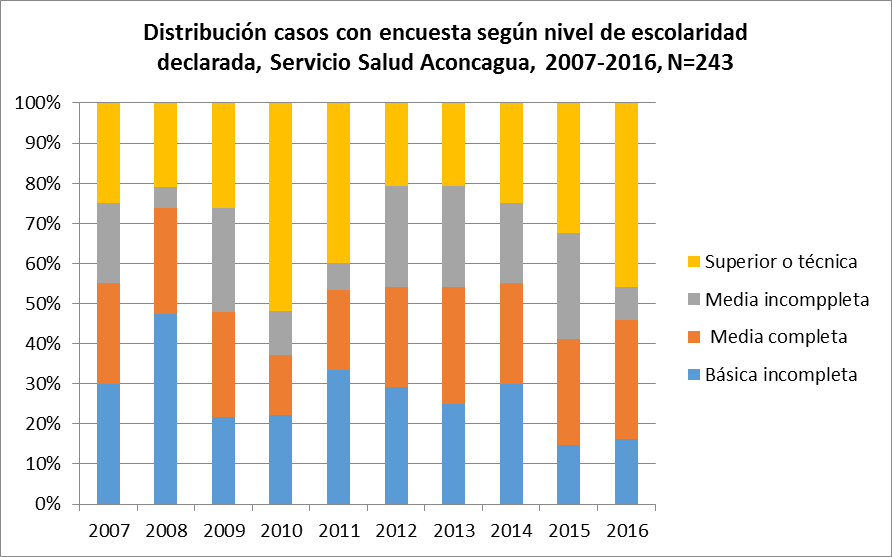 Distribución casos con encuesta según nivel de escolaridad
declarada, Servicio Salud Aconcagua, 2007-2016, N=243
100%
90%
80%
70%
60%
50%
40%
30%
20%
10%
0%
2007 2008 2009 2010 2011 2012 2013 2014 2015 2016
Superior o técnica
Media incomppleta
Media completa
Básica incompleta